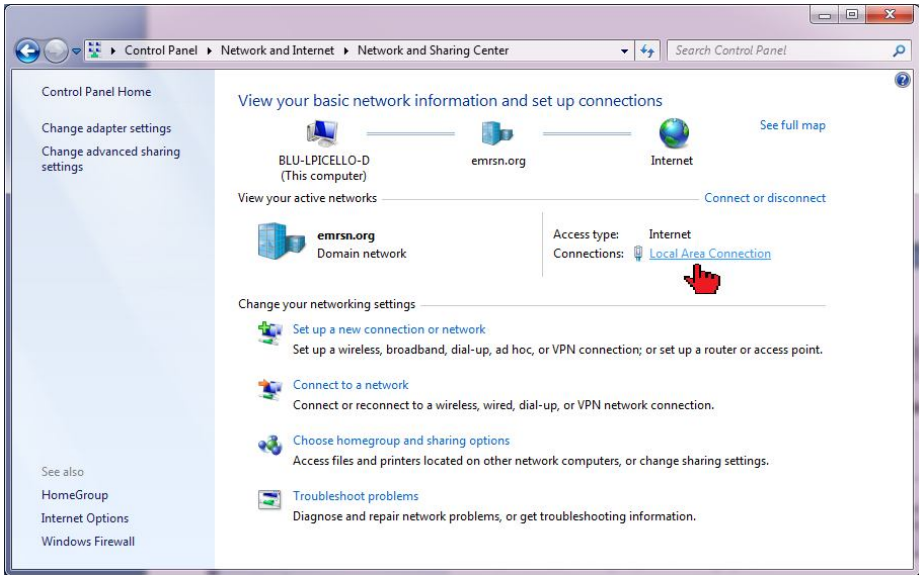 Control Panel ▸ Network and Internet ▸ Network and Sharing Center
Search Control Panel
Control Panel Home
Change adapter settings
Change advanced sharing
settings
See also
HomeGroup
Internet Options
Windows Firewall
View your basic network information and set up connections
See full map
BLU-LPICELLO-D
(This computer)
emrsn.org
Internet
View your active networks
Connect or disconnect
emrsn.org
Domain network
Access type: Internet
Connections: Local Area Connection
Change your networking settings
Set up a new connection or network
Set up a wireless, broadband, dial-up, ad hoc, or VPN connection; or set up a router or access point.
Connect to a network
Connect or reconnect to a wireless, wired, dial-up, or VPN network connection.
Choose homegroup and sharing options
Access files and printers located on other network computers, or change sharing settings.
Troubleshoot problems
Diagnose and repair network problems, or get troubleshooting information.